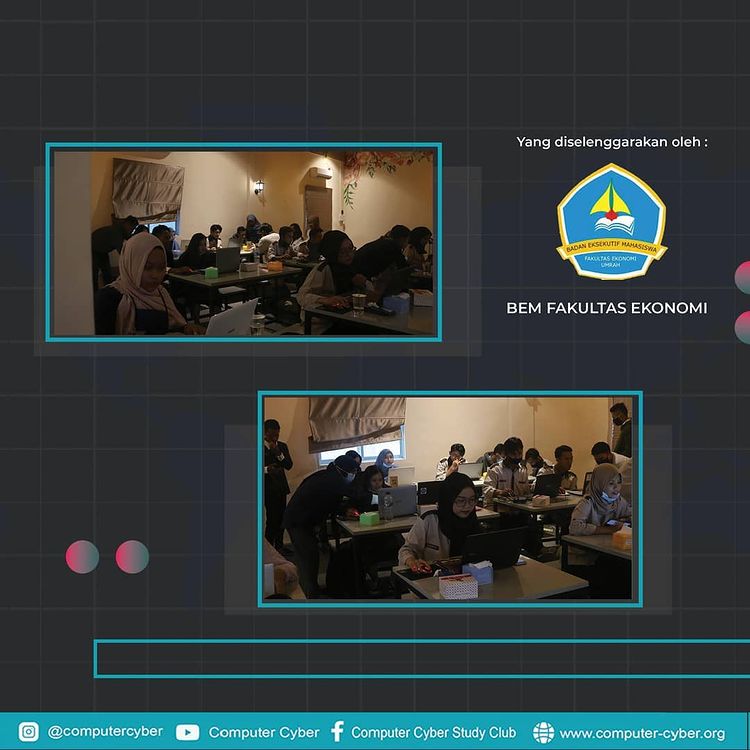 Yang diselenggarakan oleh :
BADAN EKSEKUTIF MAHASISWA
FAKULTAS EKONOMI
UMRAH
BEM FAKULTAS EKONOMI
@computercyber Computer Cyber Computer Cyber Study Club www.computer-cyber.org